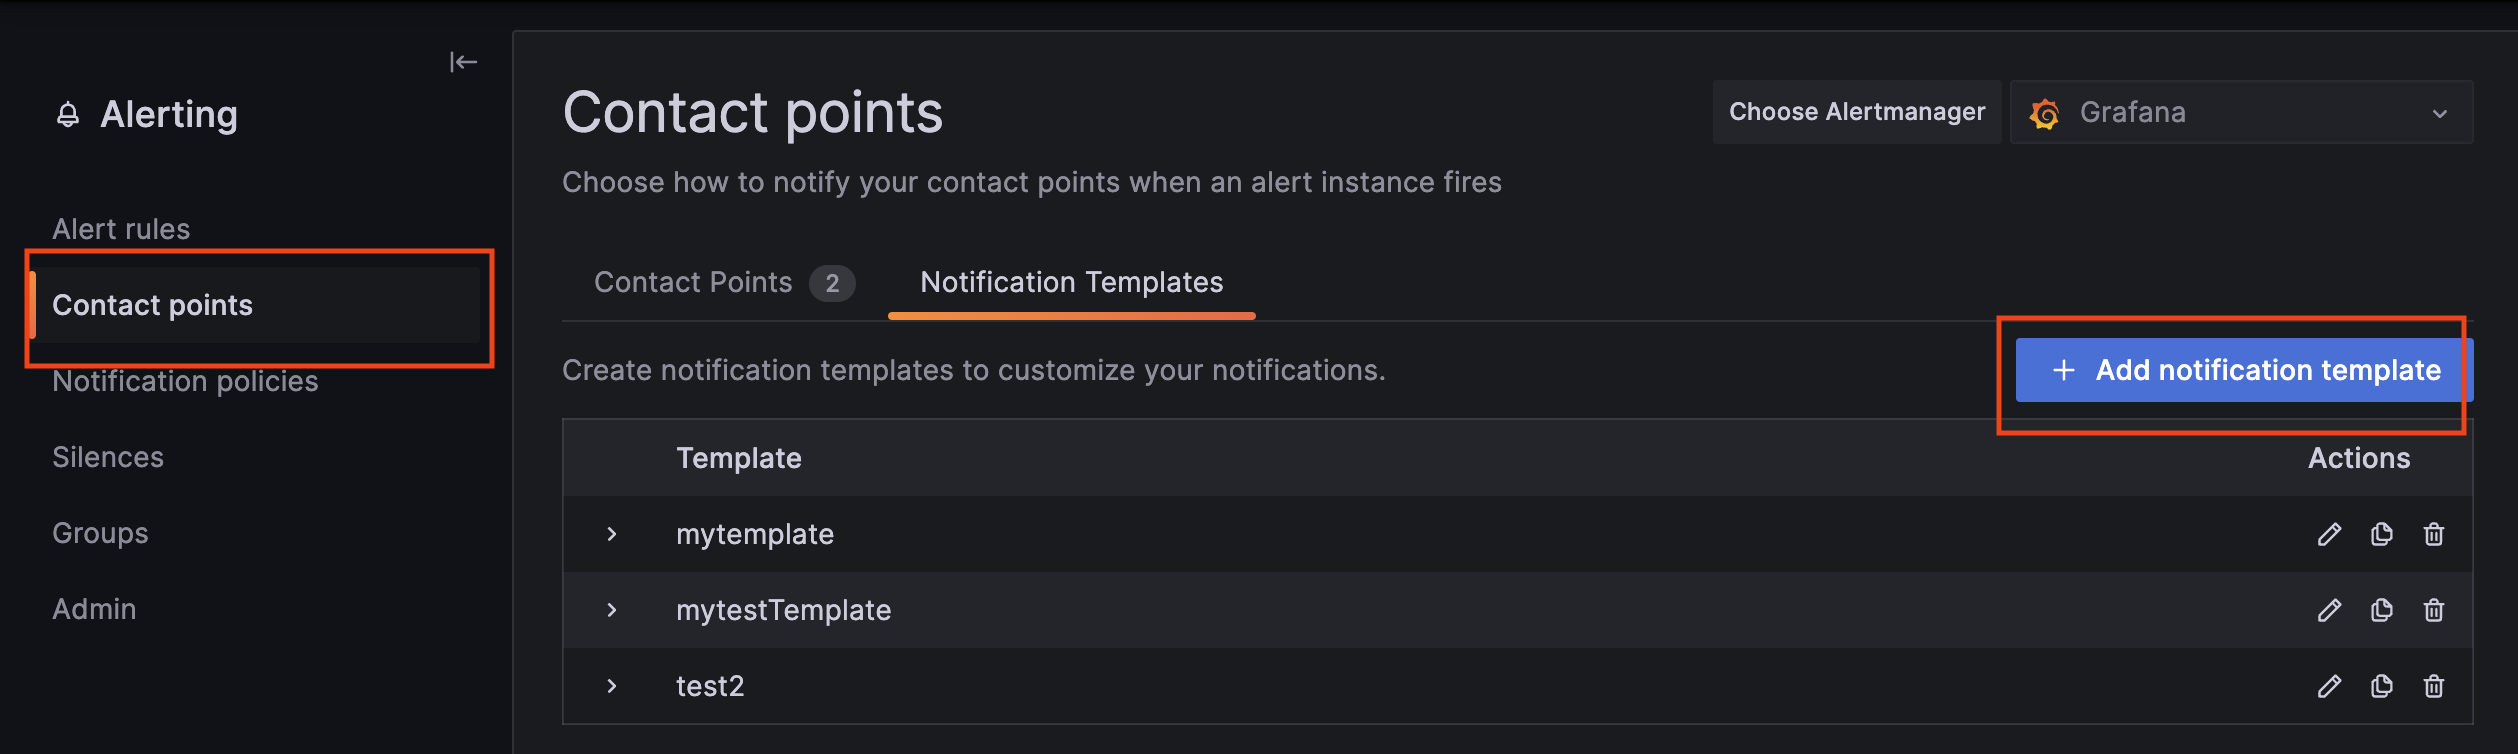 Alerting
Alert rules
Contact points
Notification policies
Silences
Groups
Admin
Contact points
Choose Alertmanager
Grafana
Choose how to notify your contact points when an alert instance fires
Contact Points 2
Notification Templates
Create notification templates to customize your notifications.
+ Add notification template
Template
Actions
mytemplate
mytestTemplate
test2